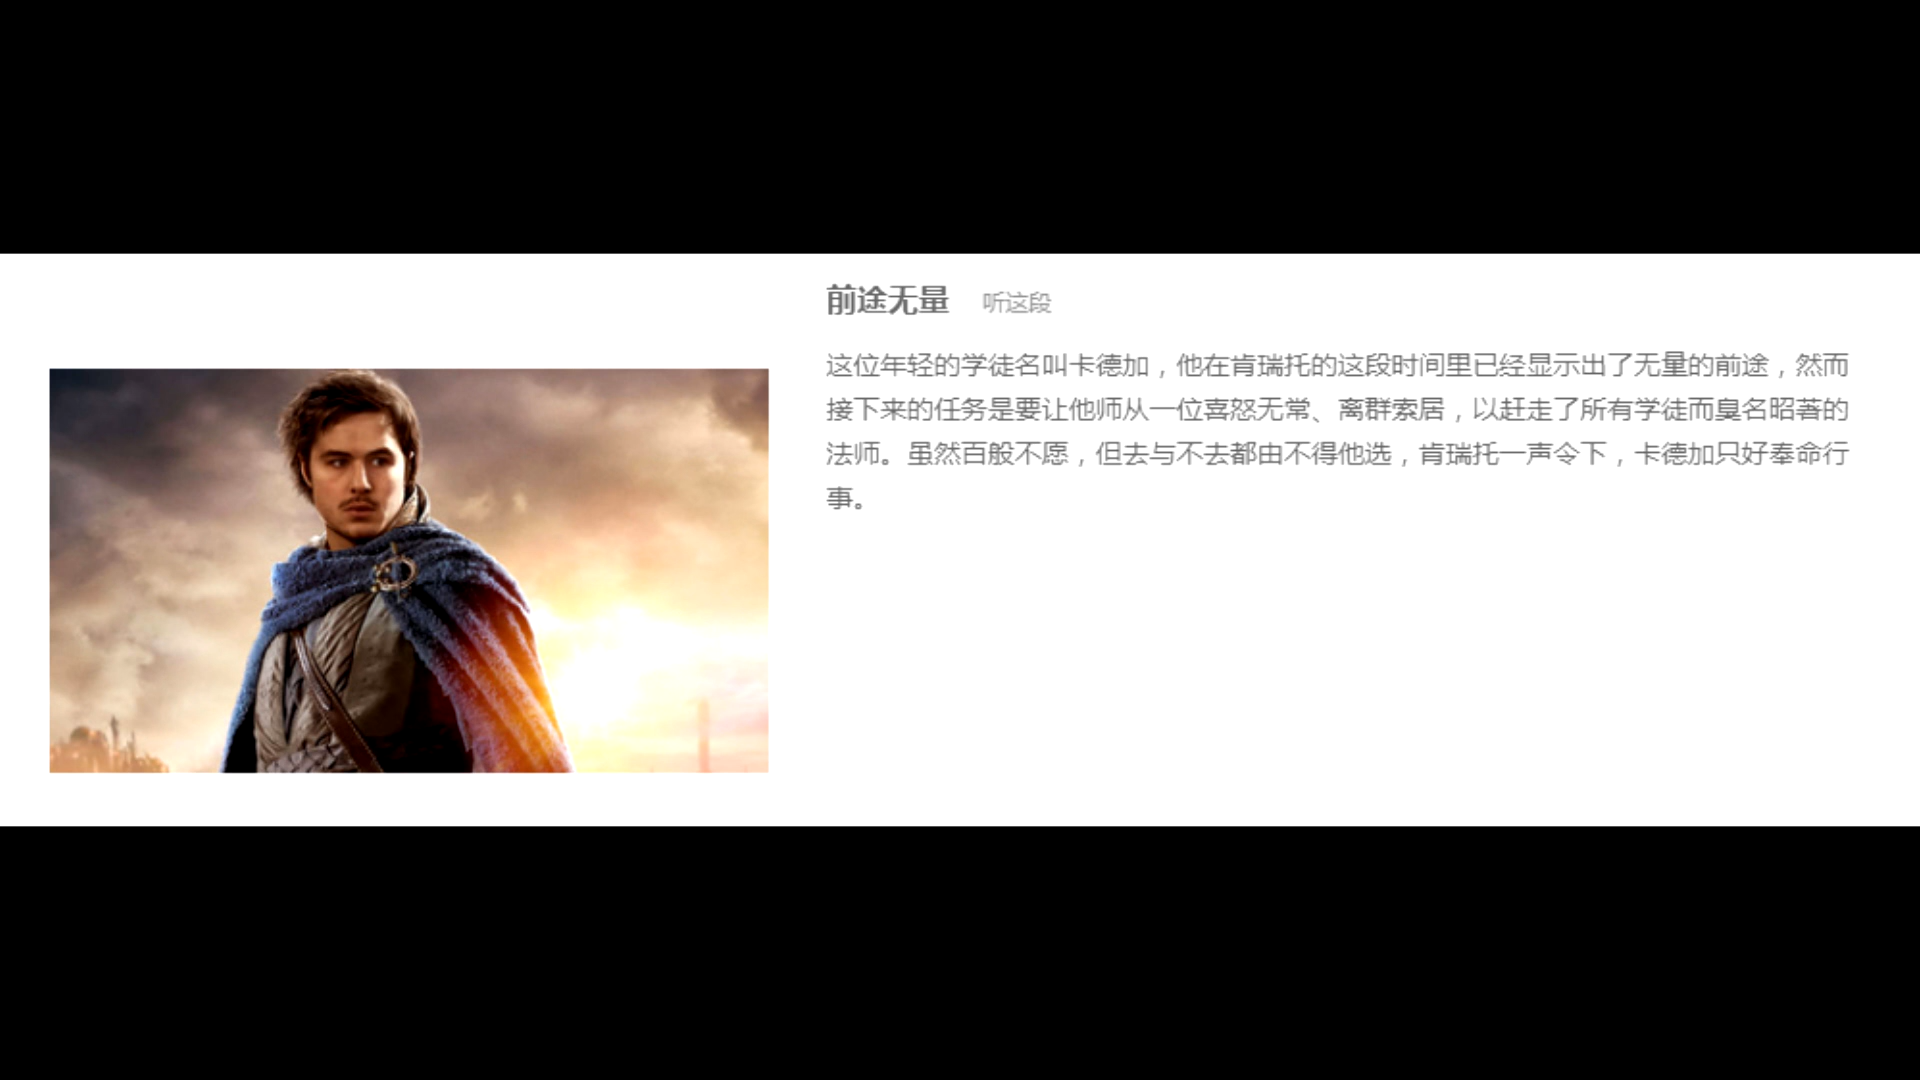 前途无量 听这段
这位年轻的学徒名叫卡德加，他在肯瑞托的这段时间里已经显示出了无量的前途，然而
接下来的任务是要让他师从一位喜怒无常、离群索居，以赶走了所有学徒而臭名昭著的
法师。虽然百般不愿，但去与不去都由不得他选，肯瑞托一声令下，卡德加只好奉命行
事。